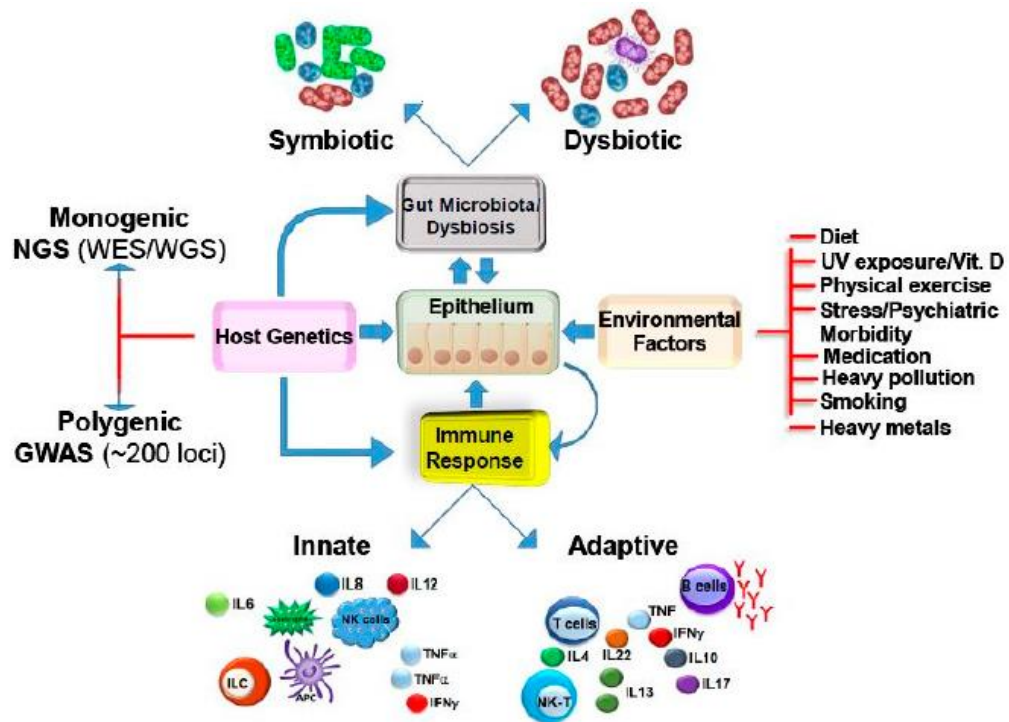 Symbiotic
Dysbiotic
Gut Microbiota/
Dysbiosis
Monogenic
NGS (WES/WGS)
Host Genetics
Polygenic
GWAS (~200 loci)
Epithelium
Environmental
Factors
Diet
UV exposure/Vit. D
Physical exercise
Stress/Psychiatric
Morbidity
Medication
Heavy pollution
Smoking
Heavy metals
Immune
Response
Innate
IL6
IL8
IL12
NK cells
TNFα
TNFα
IFNγ
ILC
APC
Adaptive
B cells
T cells
TNF
IFNγ
IL4
IL22
IL10
IL13
IL17
NK-T